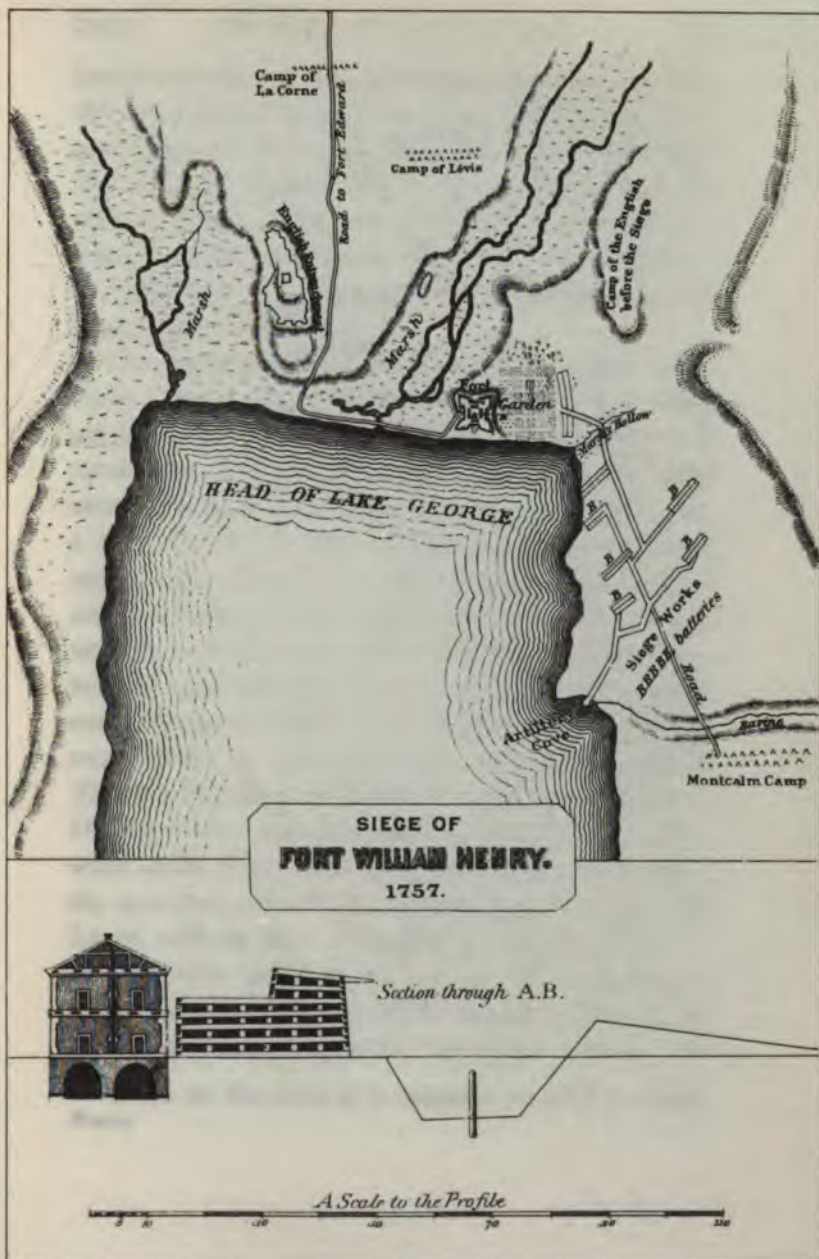 Camp of
La Corne
Road to Fort Edward
Camp of Lévis
English Entrenchment
Camp of the English
before the Siege
Marsh
Marsh
Fort
Garden
Marshy Hollow
HEAD OF LAKE GEORGE
B
B
B
B
B
Siege Works
BBBBB. batteries
Road
Artillery
Cove
Ravine
Montcalm Camp
SIEGE OF
FORT WILLIAM HENRY.
1757.
Section through A.B.
A Scale to the Profile
10